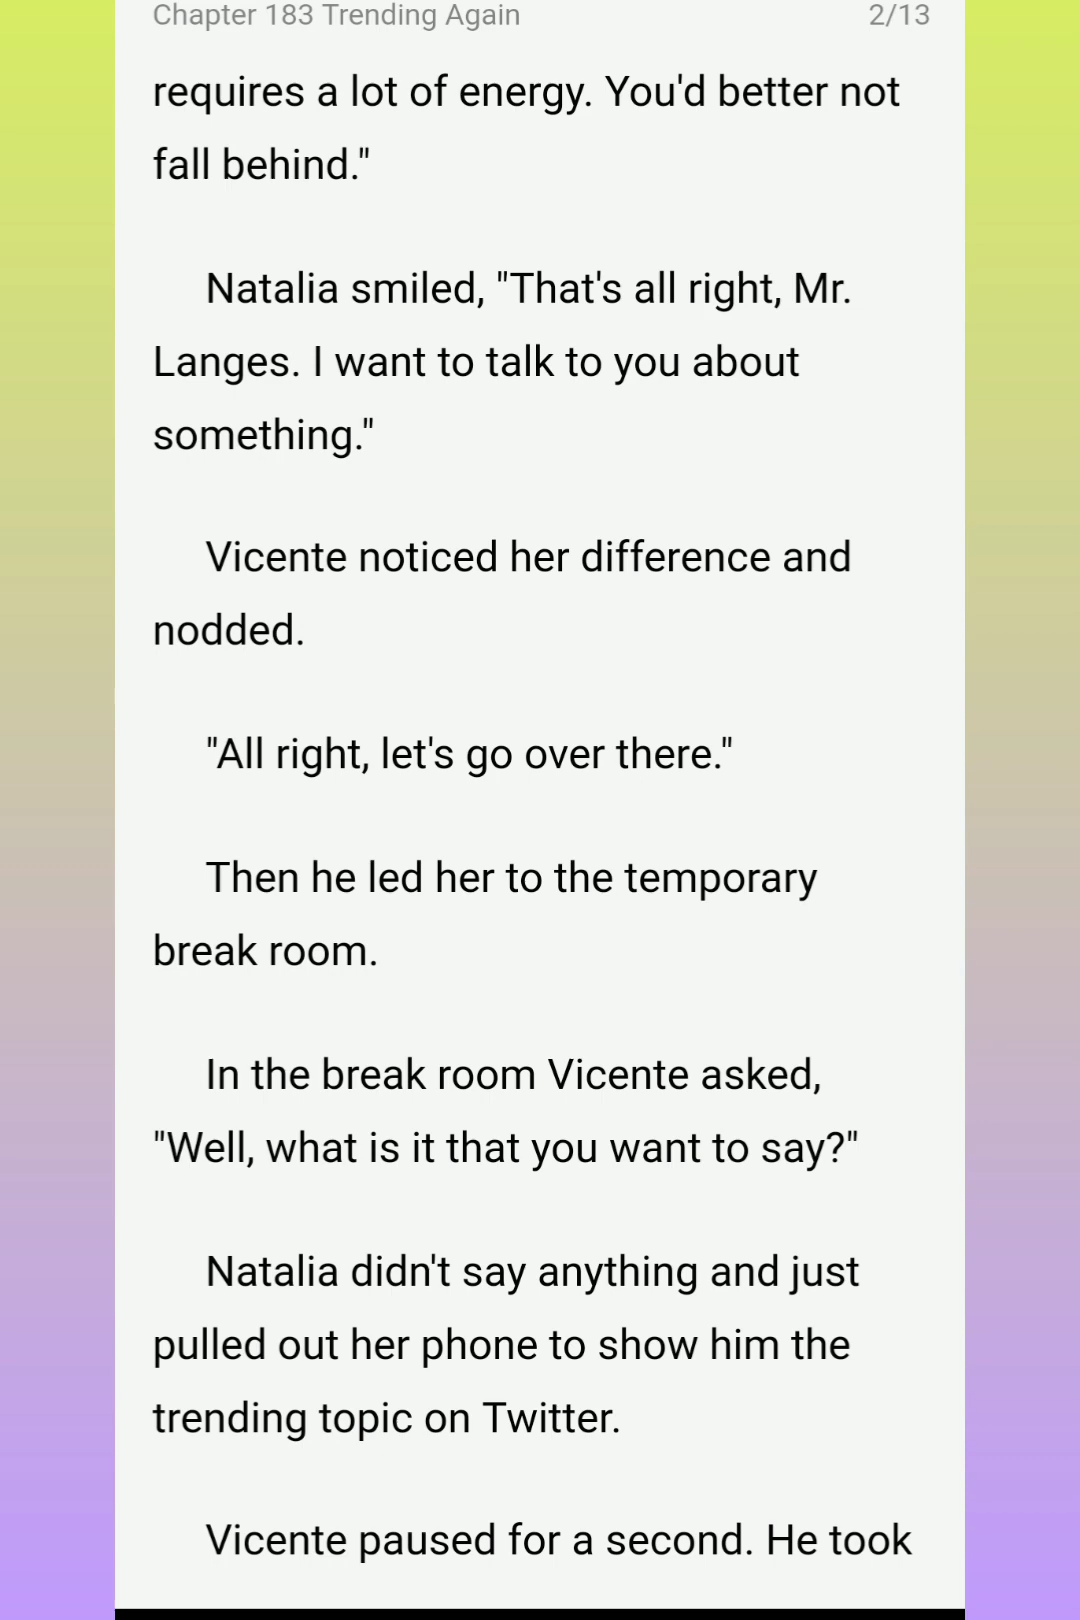 Chapter 183 Trending Again 2/13
requires a lot of energy. You'd better not
fall behind."
Natalia smiled, "That's all right, Mr.
Langes. I want to talk to you about
something."
Vicente noticed her difference and
nodded.
"All right, let's go over there."
Then he led her to the temporary
break room.
In the break room Vicente asked,
"Well, what is it that you want to say?"
Natalia didn't say anything and just
pulled out her phone to show him the
trending topic on Twitter.
Vicente paused for a second. He took